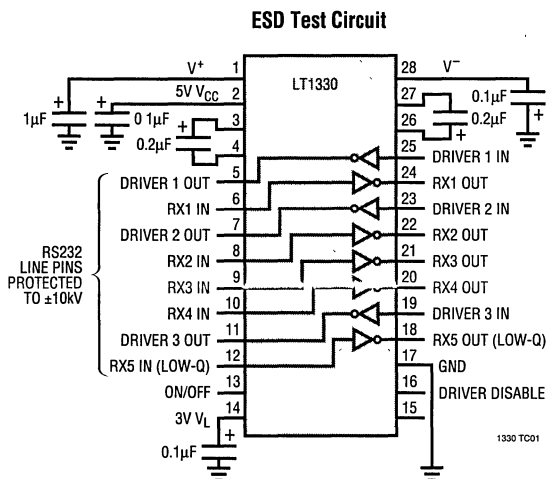 ESD Test Circuit
LT1330
V+ 1
28 V−
5V VCC 2
27
3
26
4
25 DRIVER 1 IN
1µF + + 0 1µF
0.2µF +
+ 0.2µF
0.1µF +
DRIVER 1 OUT 5
24 RX1 OUT
RX1 IN 6
23 DRIVER 2 IN
DRIVER 2 OUT 7
22 RX2 OUT
RX2 IN 8
21 RX3 OUT
RX3 IN 9
20 RX4 OUT
RX4 IN 10
19 DRIVER 3 IN
DRIVER 3 OUT 11
18 RX5 OUT (LOW-Q)
RX5 IN (LOW-Q) 12
17 GND
ON/OFF 13
16 DRIVER DISABLE
3V VL 14
15
0.1µF +
RS232
LINE PINS
PROTECTED
TO ±10kV
1330 TC01